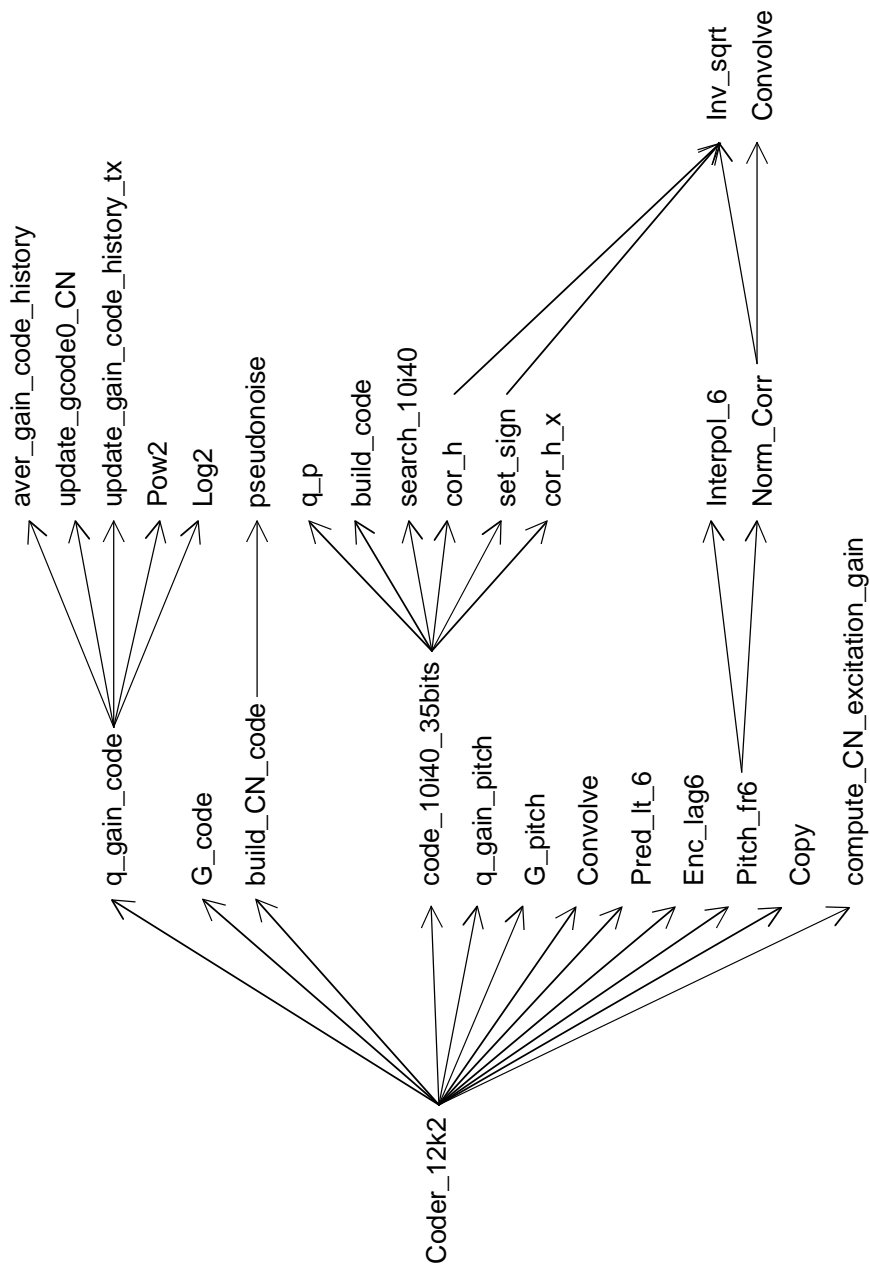 Coder_12k2
q_gain_code
G_code
build_CN_code
code_10i40_35bits
q_gain_pitch
G_pitch
Convolve
Pred_lt_6
Enc_lag6
Pitch_fr6
Copy
compute_CN_excitation_gain
aver_gain_code_history
update_gcode0_CN
update_gain_code_history_tx
Pow2
Log2
pseudonoise
q_p
build_code
search_10i40
cor_h
set_sign
cor_h_x
Interpol_6
Norm_Corr
Inv_sqrt
Convolve